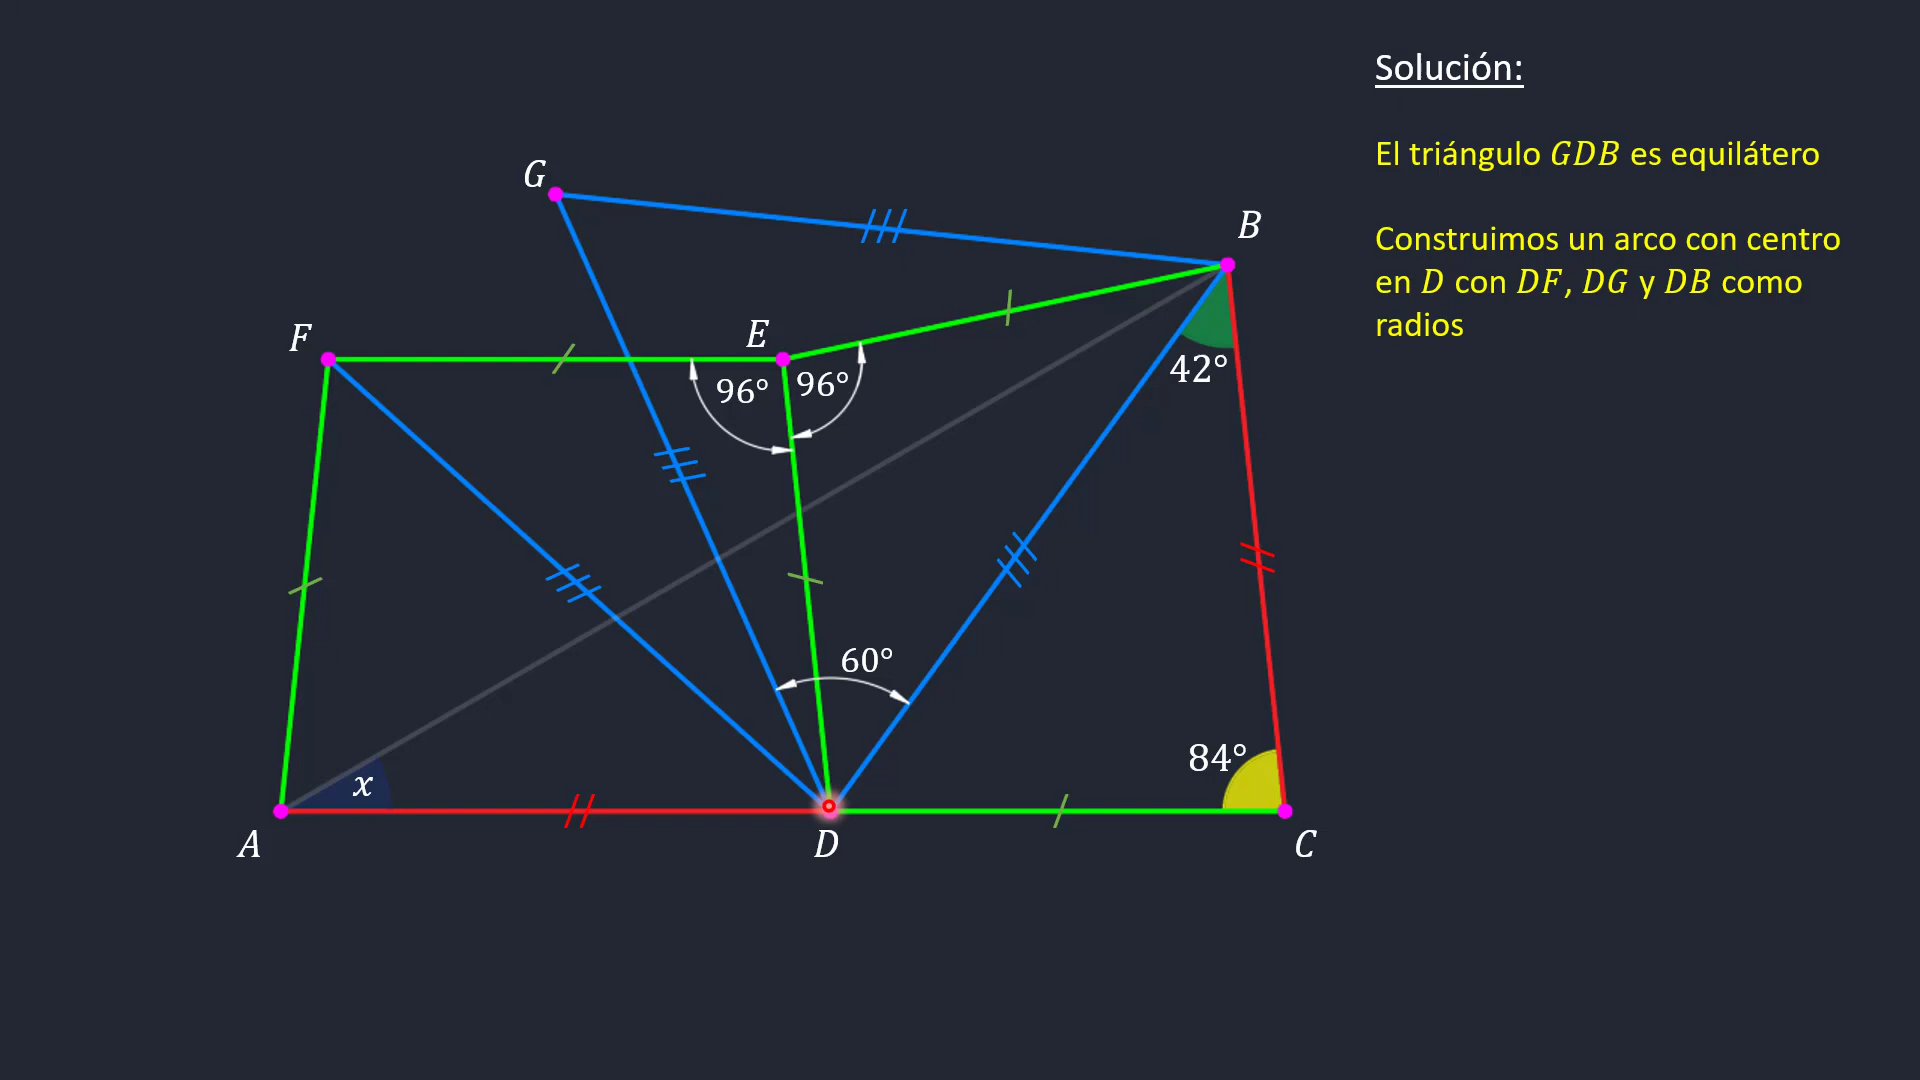 Solución:
El triángulo GDB es equilátero
Construimos un arco con centro
en D con DF, DG y DB como
radios
G
B
F
E
96°
96°
42°
60°
84°
x
A
D
C